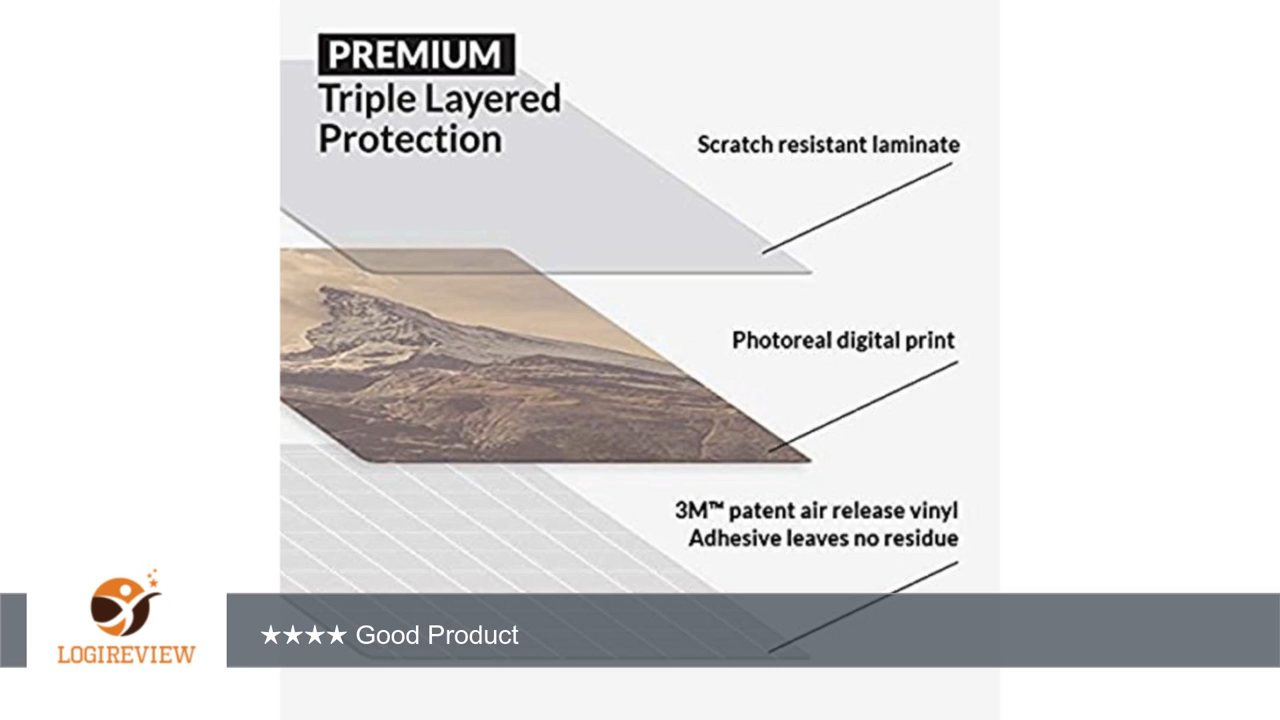 PREMIUM
Triple Layered
Protection
Scratch resistant laminate
Photoreal digital print
3M™ patent air release vinyl
Adhesive leaves no residue
★★★★ Good Product
LOGIREVIEW